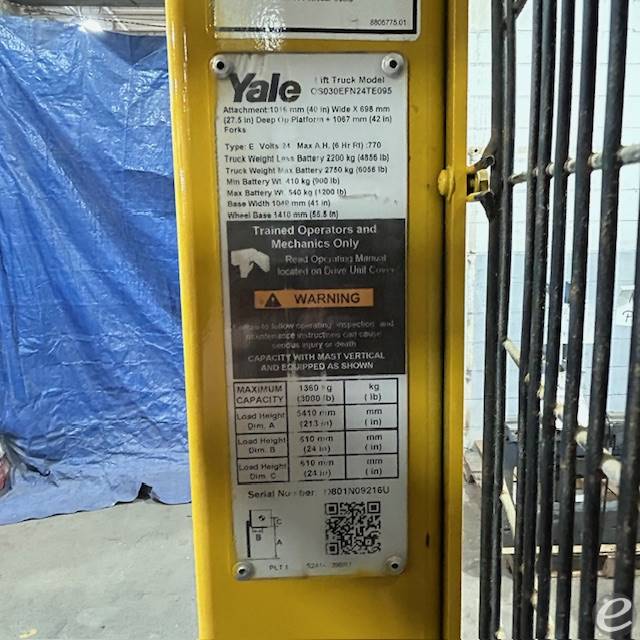 8805775.01
Yale
Lift Truck Model
OS030EFN24TE095
Attachment:1016 mm (40 in) Wide X 698 mm
(27.5 in) Deep Op Platform + 1067 mm (42 in)
Forks
Type: E Volts 24 Max A.H. (6 Hr Rt) :770
Truck Weight Less Battery 2200 kg (4856 lb)
Truck Weight Max Battery 2750 kg (6056 lb)
Min Battery Wt. 410 kg (900 lb)
Max Battery Wt. 540 kg (1200 lb)
Base Width 1040 mm (41 in)
Wheel Base 1410 mm (55.5 in)
Trained Operators and
Mechanics Only
Read Operating Manual
located on Drive Unit Cover
WARNING
to follow operating, inspection, and
maintenance instructions can cause
serious injury or death
CAPACITY WITH MAST VERTICAL
AND EQUIPPED AS SHOWN
MAXIMUM CAPACITY 1360 kg (3000 lb) kg (lb)
Load Height Dim. A 5410 mm (213 in) mm (in)
Load Height Dim. B 610 mm (24 in) mm (in)
Load Height Dim. C 610 mm (24 in) mm (in)
Serial Number: D801N09216U
C
B
A
PLT 1
e